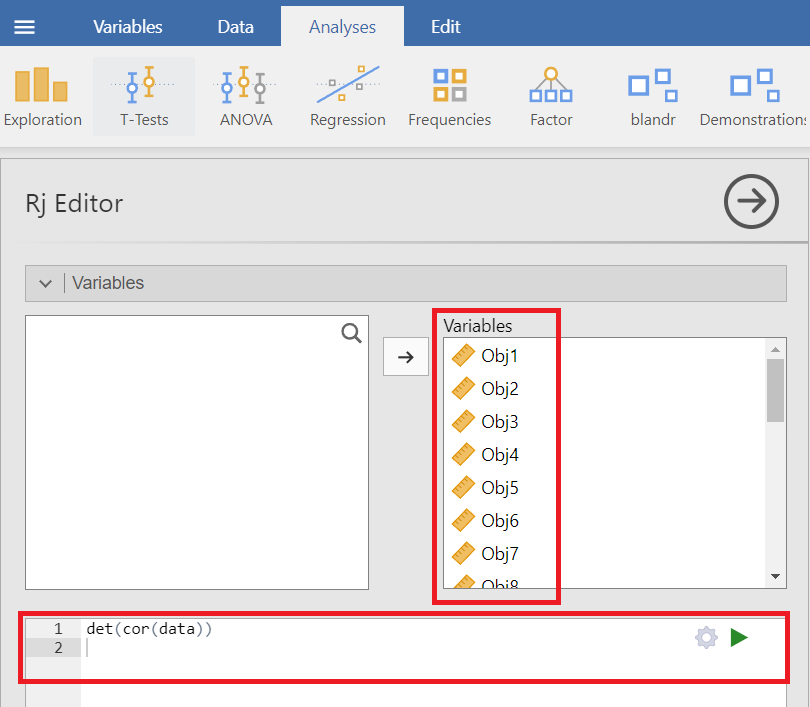 Variables Data Analyses Edit
Exploration T-Tests ANOVA Regression Frequencies Factor blandr Demonstrations
Rj Editor
Variables
Variables
Obj1
Obj2
Obj3
Obj4
Obj5
Obj6
Obj7
Obj8
1 det(cor(data))
2